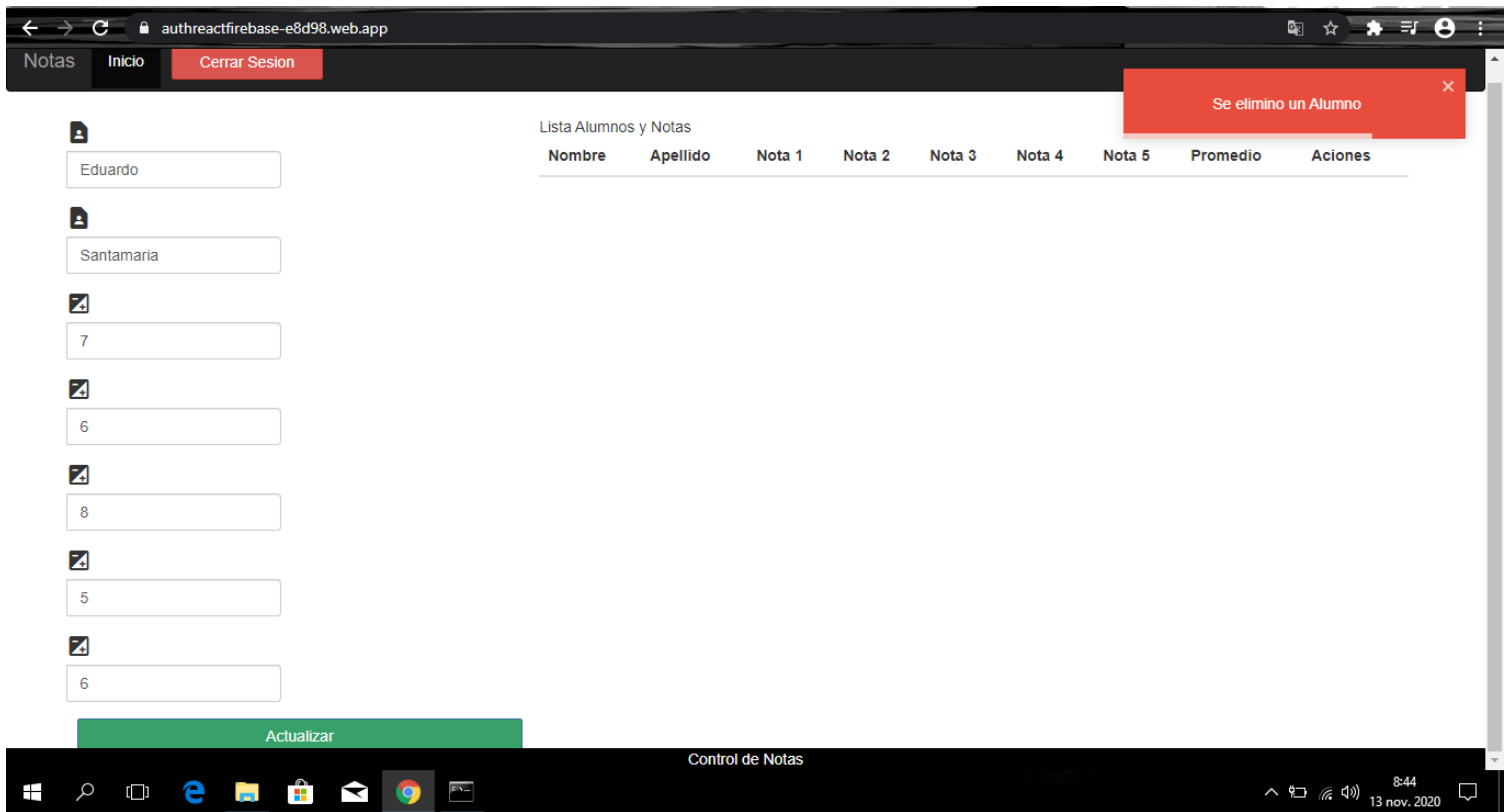 authreactfirebase-e8d98.web.app
Notas Inicio Cerrar Sesion
Se elimino un Alumno
Eduardo
Santamaria
7
6
8
5
6
Actualizar
Lista Alumnos y Notas
Nombre Apellido Nota 1 Nota 2 Nota 3 Nota 4 Nota 5 Promedio Aciones
Control de Notas
8:44
13 nov. 2020